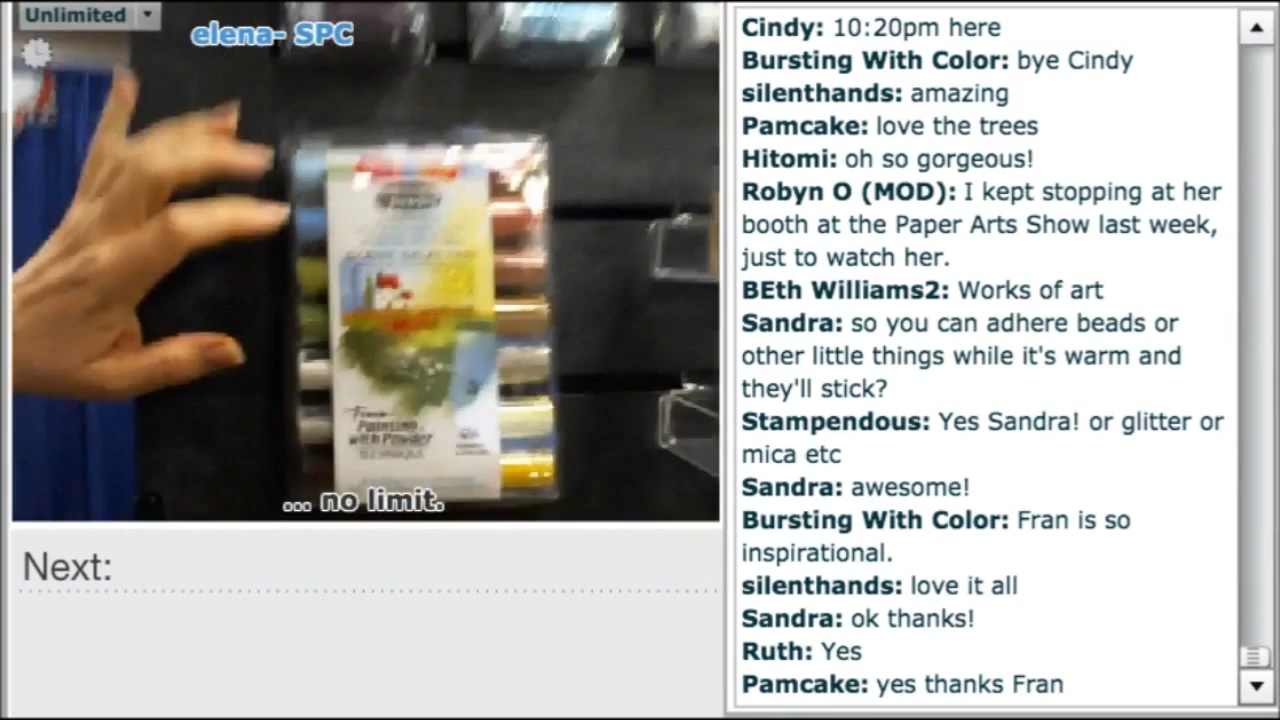 Unlimited
elena- SPC
Fran's
Painting
with Powder
TECHNIQUE
... no limit.
Next:
Cindy: 10:20pm here
Bursting With Color: bye Cindy
silenthands: amazing
Pamcake: love the trees
Hitomi: oh so gorgeous!
Robyn O (MOD): I kept stopping at her
booth at the Paper Arts Show last week,
just to watch her.
BEth Williams2: Works of art
Sandra: so you can adhere beads or
other little things while it's warm and
they'll stick?
Stampendous: Yes Sandra! or glitter or
mica etc
Sandra: awesome!
Bursting With Color: Fran is so
inspirational.
silenthands: love it all
Sandra: ok thanks!
Ruth: Yes
Pamcake: yes thanks Fran